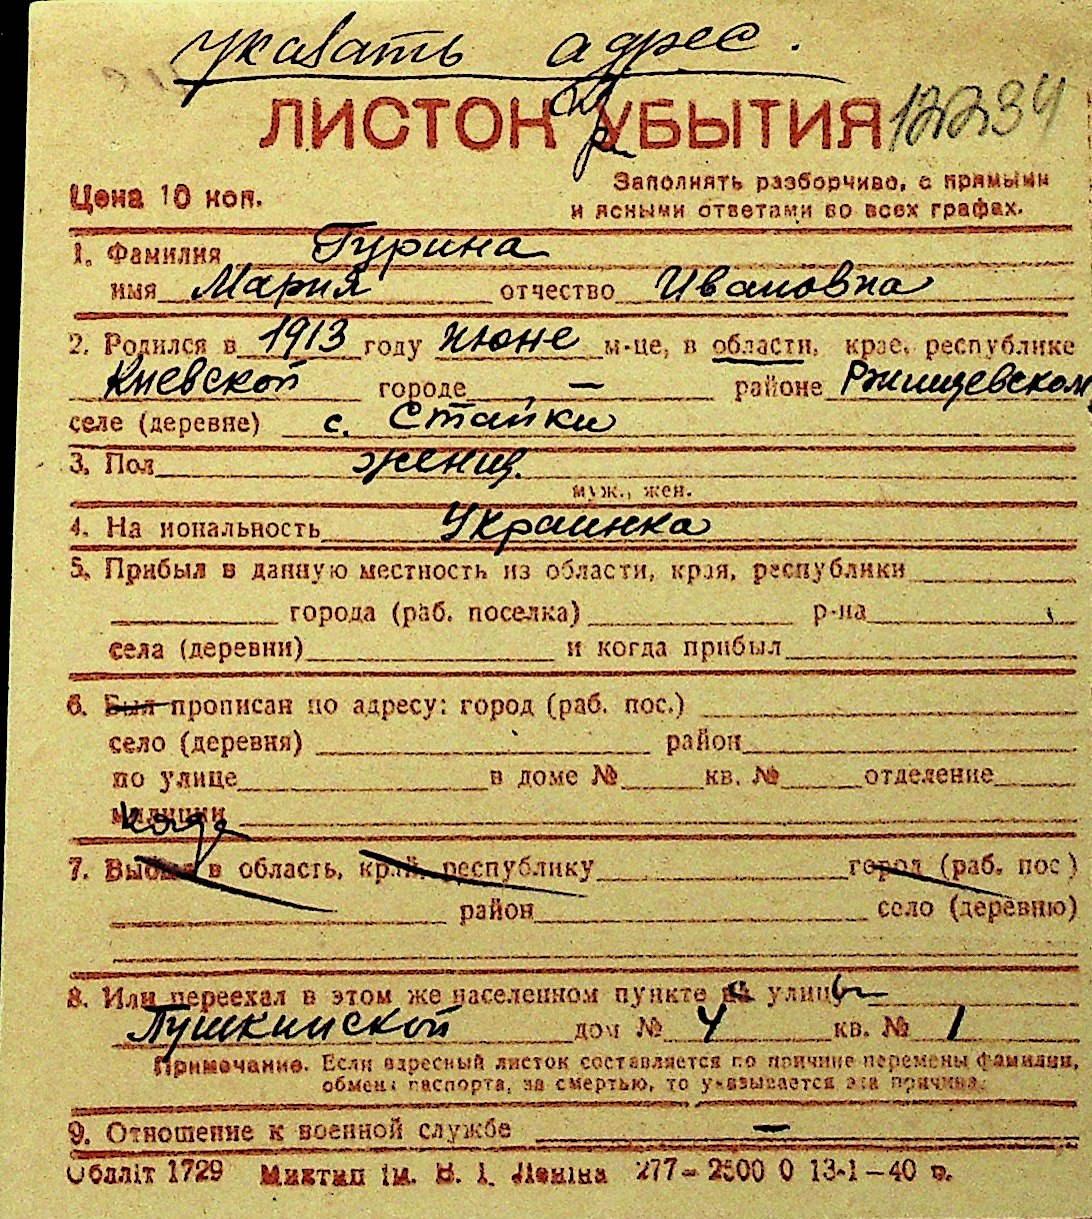 указать адрес.
ЛИСТОК УБЫТИЯ 12234
Цена 10 коп.
Заполнять разборчиво, с прямыми
и ясными ответами во всех графах.
1. Фамилия Гурина
имя Мария отчество Ивановна
2. Родился в 1913 году июне м-це, в области, крае, республике
Киевской городе — районе Ржищевском
селе (деревне) с. Стайки
3. Пол женщ.
муж., жен.
4. На иональность Украинка
5. Прибыл в данную местность из области, края, республики
города (раб. поселка) р-на
села (деревни) и когда прибыл
6. Был прописан по адресу: город (раб. пос.)
село (деревня) район
по улице в доме № кв. № отделение
милиции
когда
7. Выбыл в область, край, республику город (раб. пос)
район село (деревню)
8. Или переехал в этом же населенном пункте с улицы
Пушкинской дом № 4 кв. № 1
Примечание. Если адресный листок составляется по причине перемены фамилии,
обмена паспорта, за смертью, то указывается эта причина.
9. Отношение к военной службе —
Обліт 1729 Миктип ім. В. І. Леніна 277–2500 0 13-1–40 в.